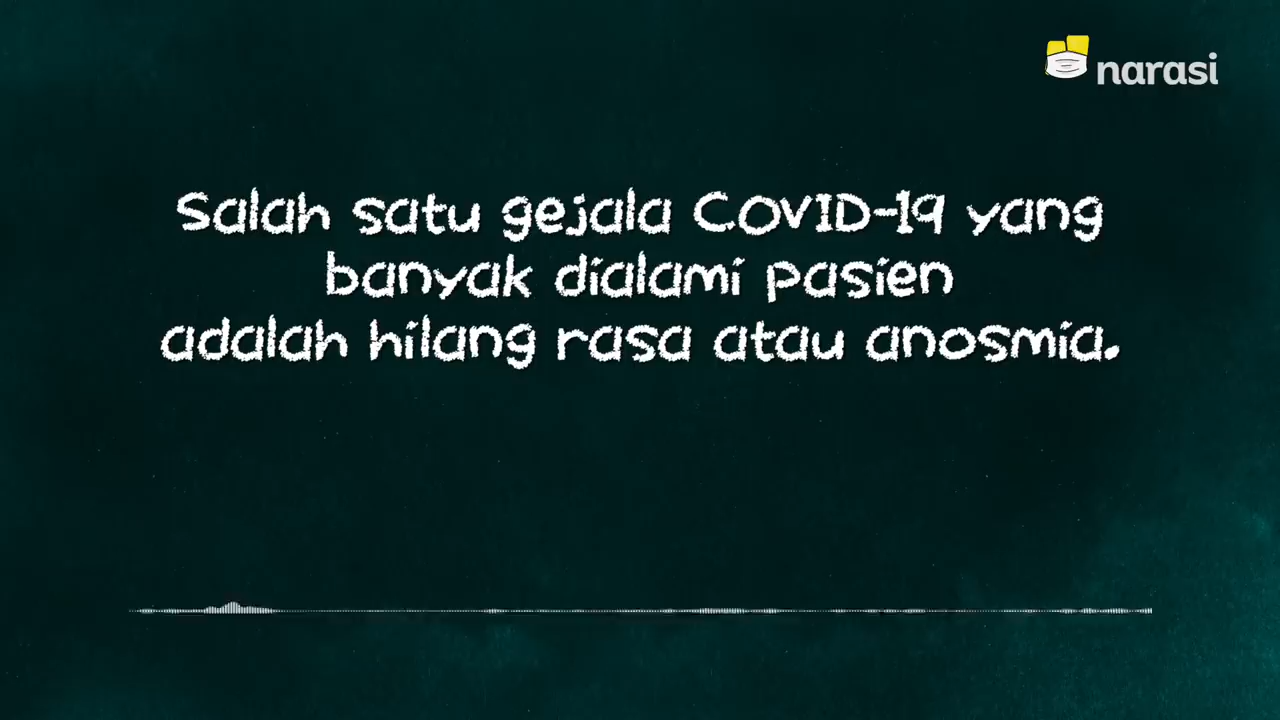 narasi
Salah satu gejala COVID-19 yang
banyak dialami pasien
adalah hilang rasa atau anosmia.